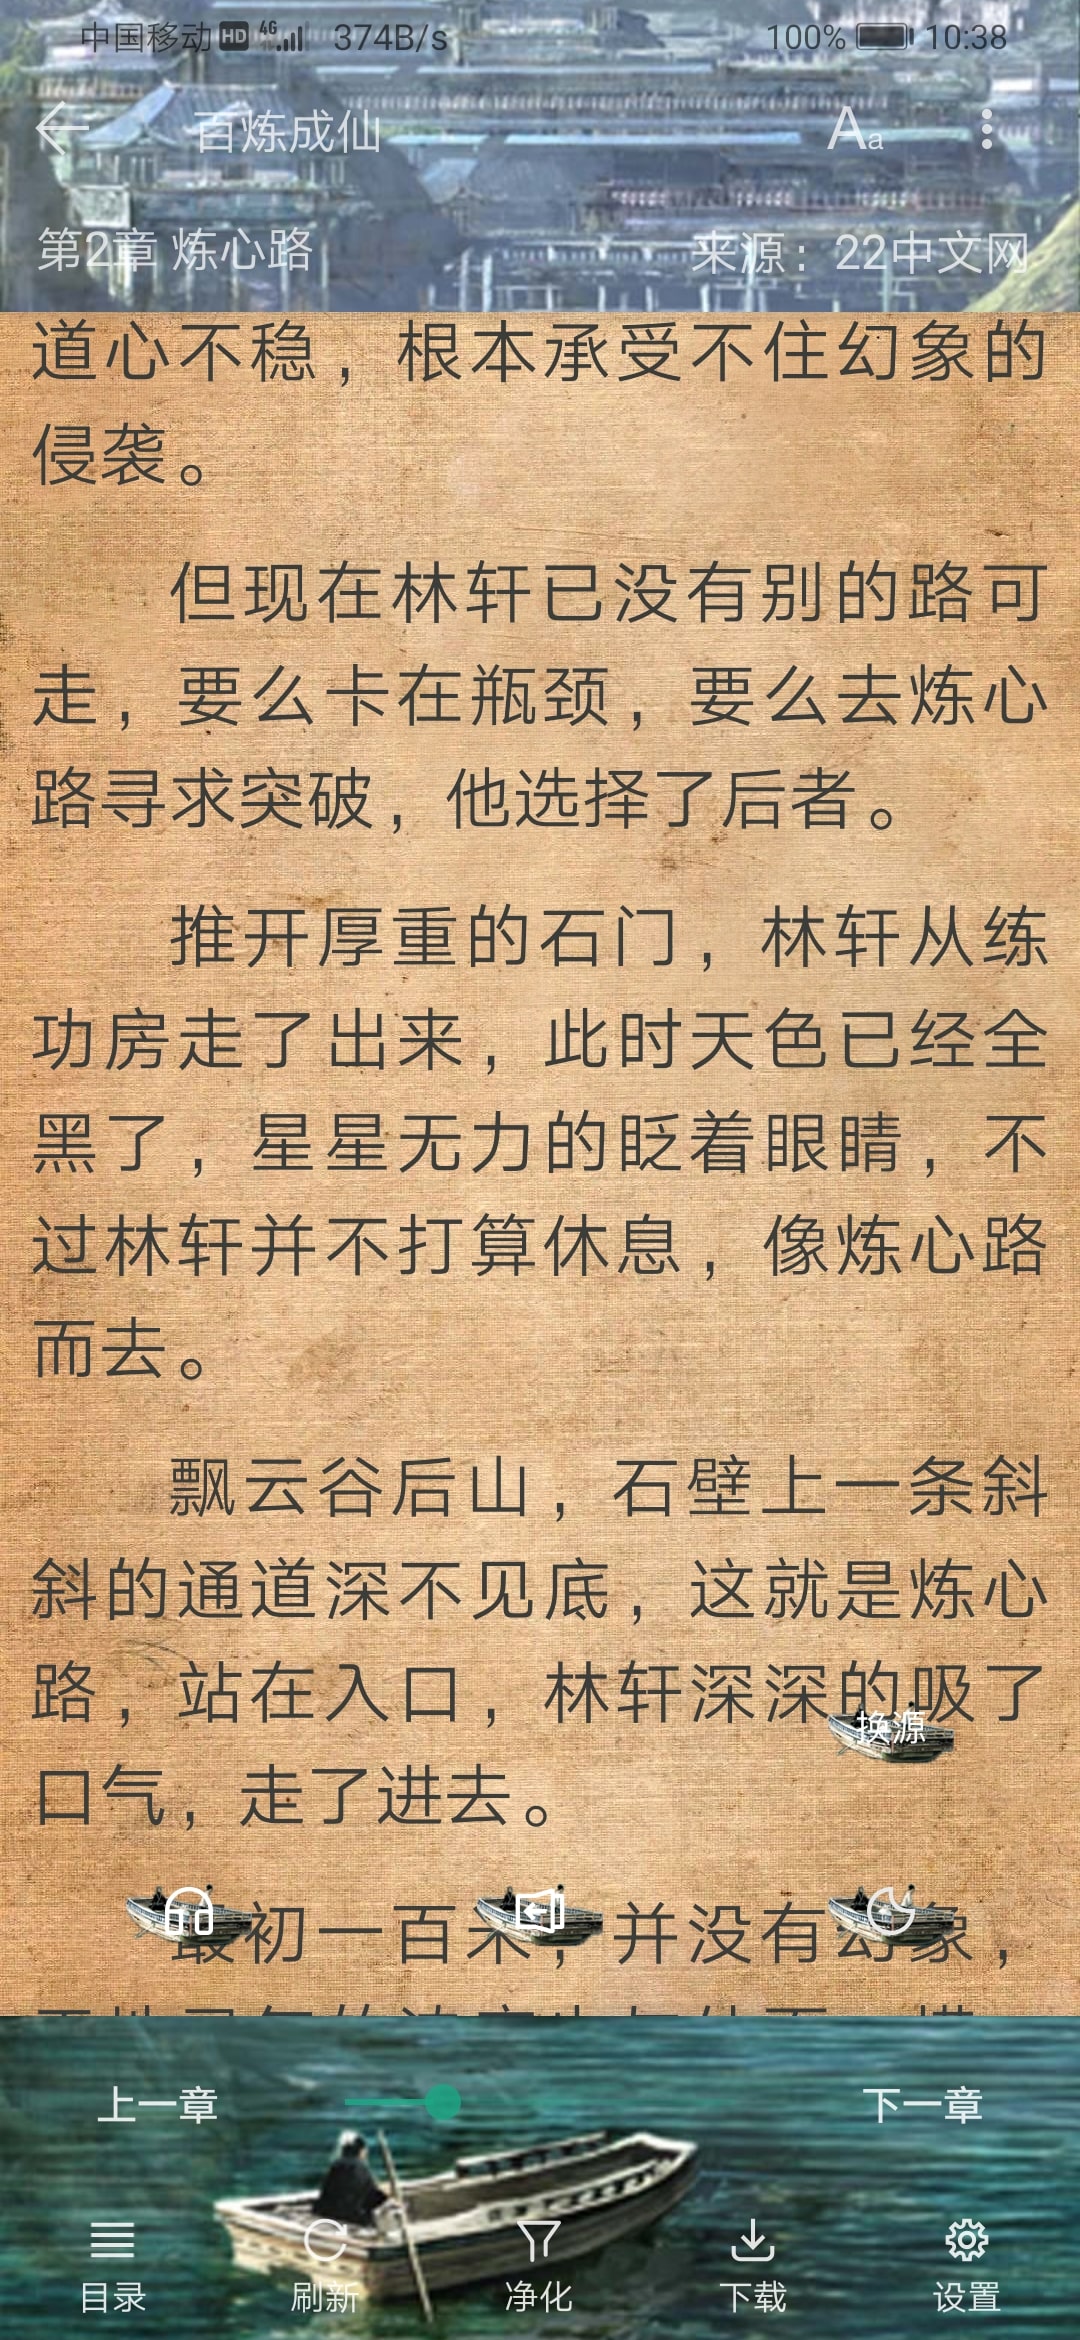 中国移动 HD 4G 374B/s 100% 10:38
百炼成仙 Aa
第2章 炼心路 来源：22中文网
道心不稳，根本承受不住幻象的
侵袭。
但现在林轩已没有别的路可
走，要么卡在瓶颈，要么去炼心
路寻求突破，他选择了后者。
推开厚重的石门，林轩从练
功房走了出来，此时天色已经全
黑了，星星无力的眨着眼睛，不
过林轩并不打算休息，像炼心路
而去。
飘云谷后山，石壁上一条斜
斜的通道深不见底，这就是炼心
路，站在入口，林轩深深的吸了
换源
口气，走了进去。
最初一百米，并没有幻象，
上一章 下一章
目录 刷新 净化 下载 设置